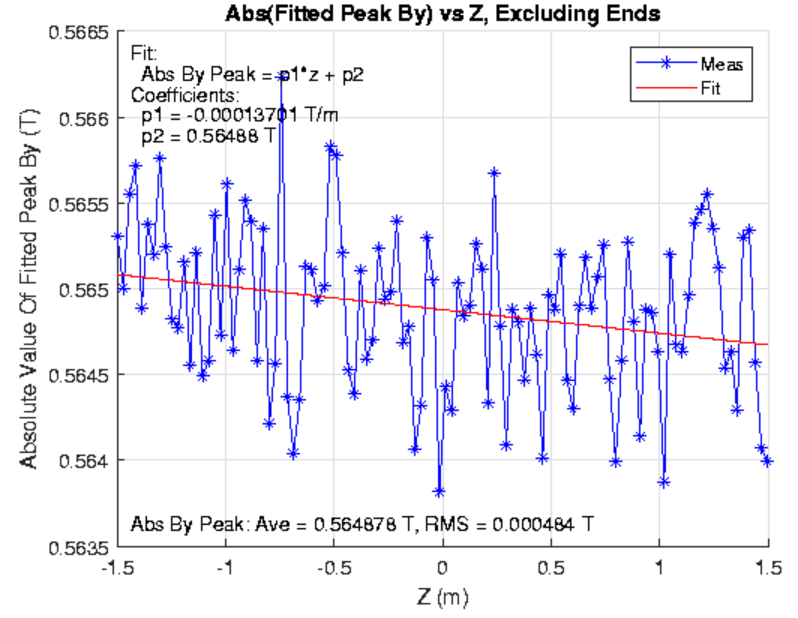 Abs(Fitted Peak By) vs Z, Excluding Ends
Absolute Value Of Fitted Peak By (T)
0.5665
0.566
0.5655
0.565
0.5645
0.564
0.5635
Fit:
Abs By Peak = p1*z + p2
Coefficients:
p1 = -0.00013701 T/m
p2 = 0.56488 T
Meas
Fit
Abs By Peak: Ave = 0.564878 T, RMS = 0.000484 T
-1.5 -1 -0.5 0 0.5 1 1.5
Z (m)